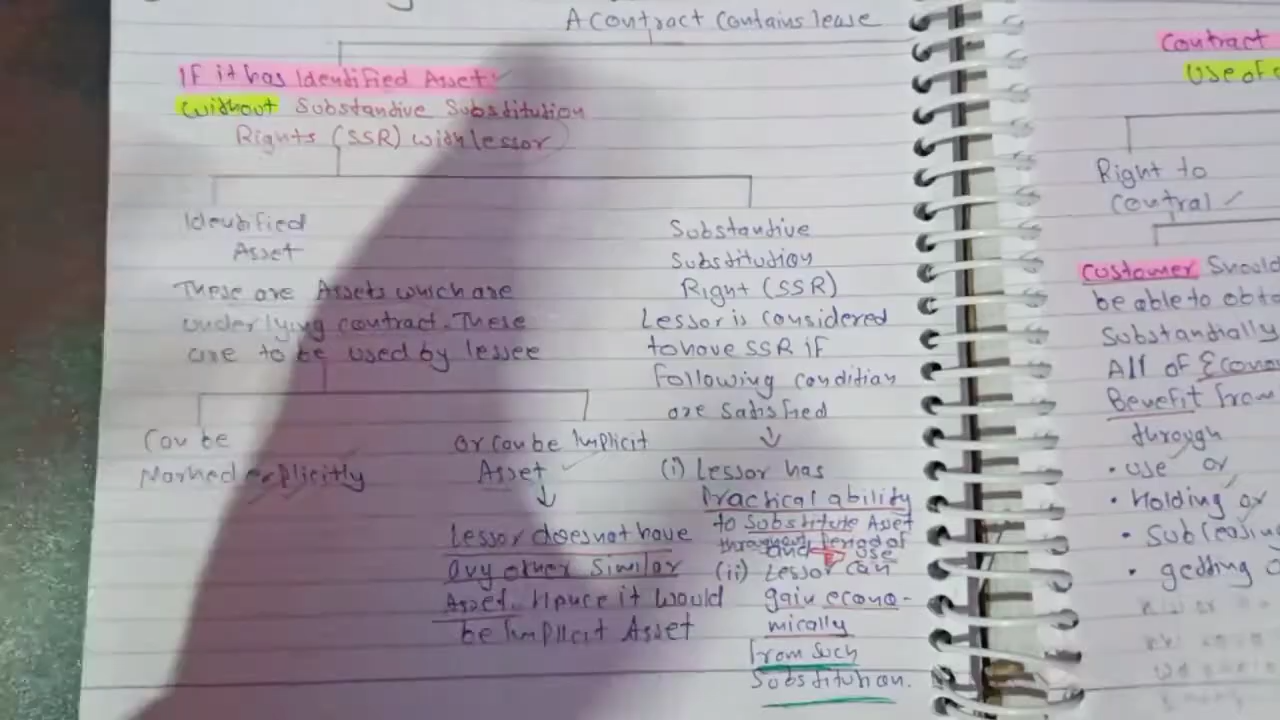 A contract contains lease
IF it has Identified Asset
without Substantive Substitution
Rights (SSR) with lessor
Identified
Asset
These are Assets which are
underlying contract. These
are to be used by lessee
Can be
Marked explicitly
or can be Implicit
Asset
Lessor does not have
any other similar
Asset. Hence it would
be Implicit Asset
Substantive
Substitution
Right (SSR)
Lessor is considered
to have SSR if
following condition
are satisfied
(i) Lessor has
Practical ability
to Substitute Asset
throughout Period of
and use
(ii) Lessor can
gain econo-
mically
from such
Substitution.
Contract
Use of
Right to
control
Customer Should
be able to
Substantially
All of
Benefit from
through
• use or
• Holding or
• 
• getting